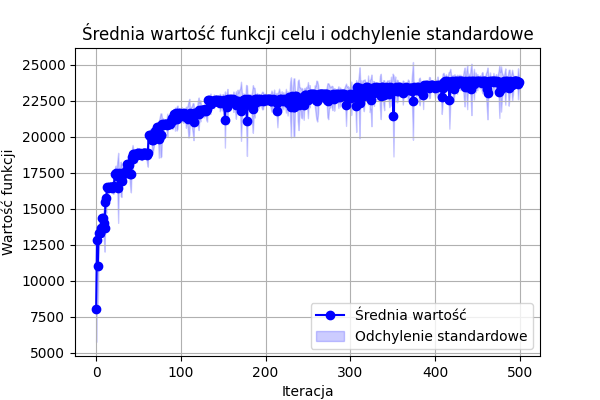 Średnia wartość funkcji celu i odchylenie standardowe
Wartość funkcji
25000
22500
20000
17500
15000
12500
10000
7500
5000
0 100 200 300 400 500
Iteracja
Średnia wartość
Odchylenie standardowe